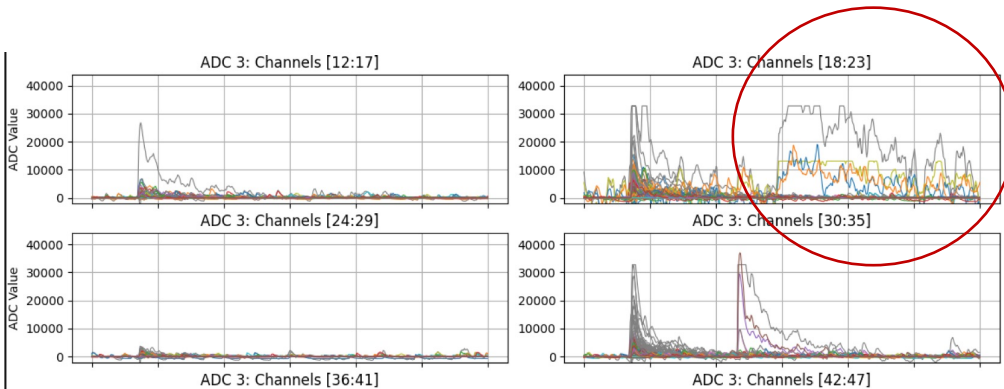 ADC 3: Channels [12:17]
ADC 3: Channels [18:23]
ADC Value
40000
30000
20000
10000
0
40000
30000
20000
10000
0
ADC 3: Channels [24:29]
ADC 3: Channels [30:35]
ADC Value
40000
30000
20000
10000
0
40000
30000
20000
10000
0
ADC 3: Channels [36:41]
ADC 3: Channels [42:47]